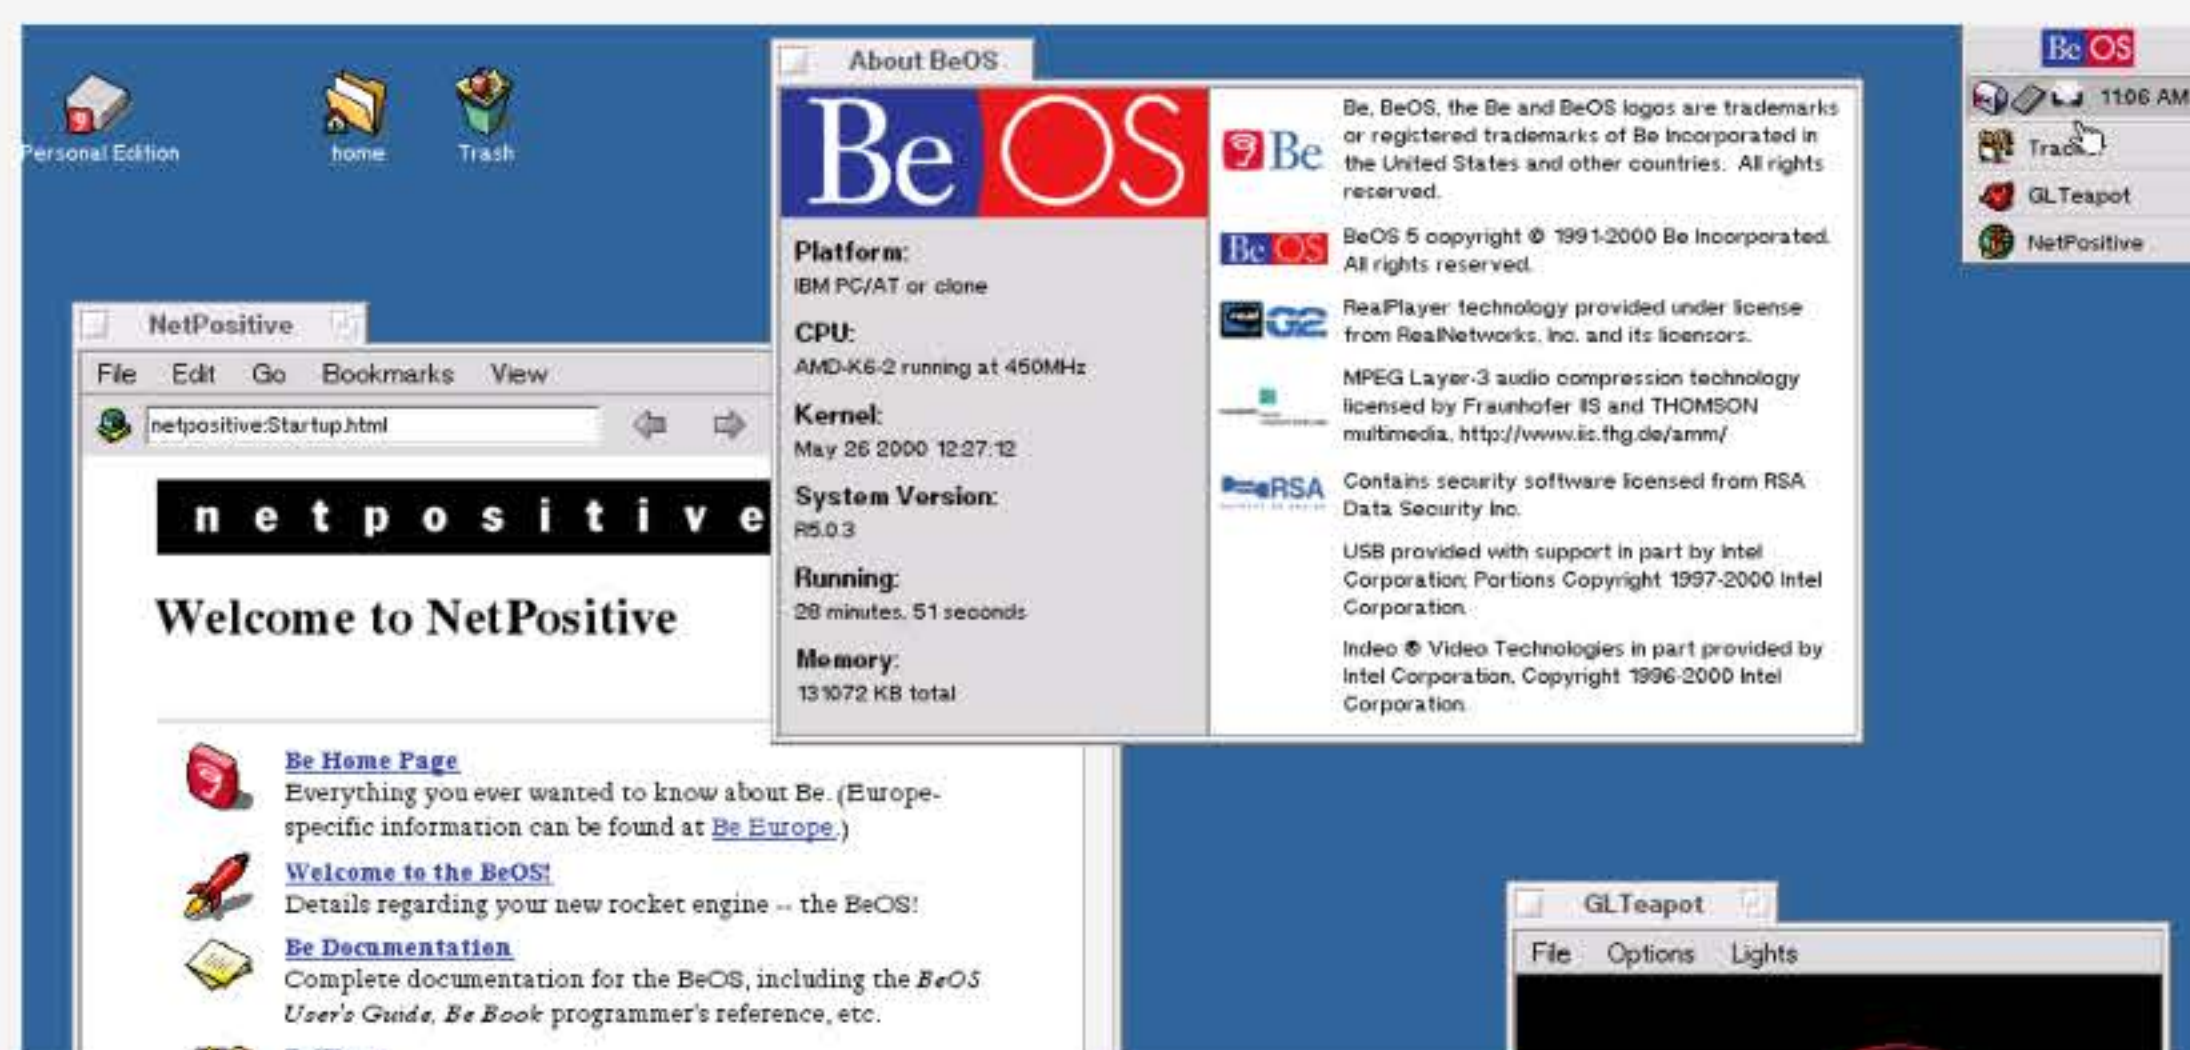 Personal Edition
home
Trash
About BeOS
BeOS
Platform:
IBM PC/AT or clone
CPU:
AMD-K6-2 running at 450MHz
Kernel:
May 26 2000 12:27:12
System Version:
R5.0.3
Running:
28 minutes, 51 seconds
Memory:
131072 KB total
Be
Be, BeOS, the Be and BeOS logos are trademarks
or registered trademarks of Be Incorporated in
the United States and other countries. All rights
reserved.
BeOS
BeOS 5 copyright © 1991-2000 Be Incorporated.
All rights reserved.
G2
RealPlayer technology provided under license
from RealNetworks, Inc. and its licensors.
MPEG Layer-3 audio compression technology
licensed by Fraunhofer IIS and THOMSON
multimedia, http://www.iis.fhg.de/amm/
RSA
Contains security software licensed from RSA
Data Security Inc.
USB provided with support in part by Intel
Corporation; Portions Copyright 1997-2000 Intel
Corporation.
Indeo ® Video Technologies in part provided by
Intel Corporation, Copyright 1996-2000 Intel
Corporation.
BeOS
11:06 AM
GLTeapot
NetPositive
NetPositive
File Edit Go Bookmarks View
netpositive:Startup.html
netpositive
Welcome to NetPositive
Be Home Page
Everything you ever wanted to know about Be. (Europe-
specific information can be found at Be Europe.)
Welcome to the BeOS!
Details regarding your new rocket engine -- the BeOS!
Be Documentation
Complete documentation for the BeOS, including the BeOS
User's Guide, Be Book programmer's reference, etc.
GLTeapot
File Options Lights